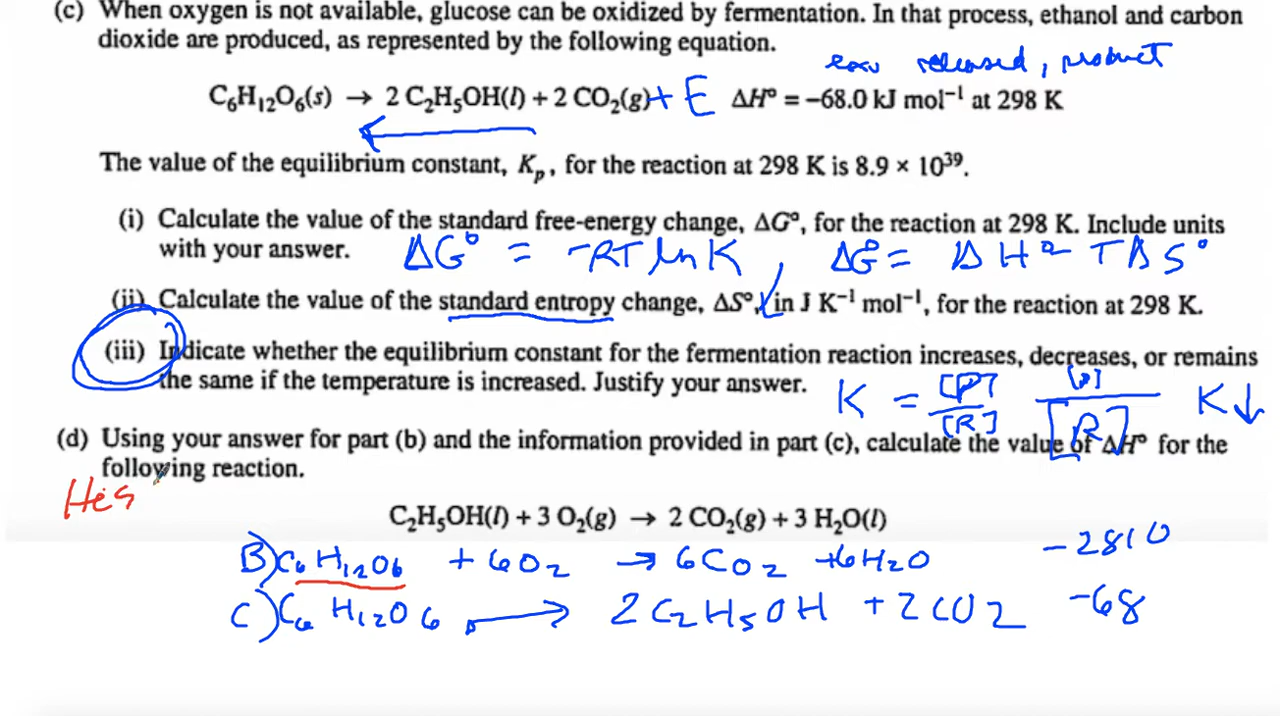 (c) When oxygen is not available, glucose can be oxidized by fermentation. In that process, ethanol and carbon
dioxide are produced, as represented by the following equation.
released, product
C₆H₁₂O₆(s) → 2 C₂H₅OH(l) + 2 CO₂(g) + E ΔH° = −68.0 kJ mol⁻¹ at 298 K
The value of the equilibrium constant, Kₚ, for the reaction at 298 K is 8.9 × 10³⁹.
(i) Calculate the value of the standard free-energy change, ΔG°, for the reaction at 298 K. Include units
with your answer. ΔG° = -RT ln K, ΔG° = ΔH° - TΔS°
(ii) Calculate the value of the standard entropy change, ΔS°, in J K⁻¹ mol⁻¹, for the reaction at 298 K.
(iii) Indicate whether the equilibrium constant for the fermentation reaction increases, decreases, or remains
the same if the temperature is increased. Justify your answer. K = [P]/[R] [P]/[R] K↓
(d) Using your answer for part (b) and the information provided in part (c), calculate the value of ΔH° for the
following reaction.
Hes
C₂H₅OH(l) + 3 O₂(g) → 2 CO₂(g) + 3 H₂O(l)
B) C₆H₁₂O₆ + 6O₂ → 6CO₂ + 6H₂O -2810
C) C₆H₁₂O₆ → 2C₂H₅OH + 2CO₂ -68